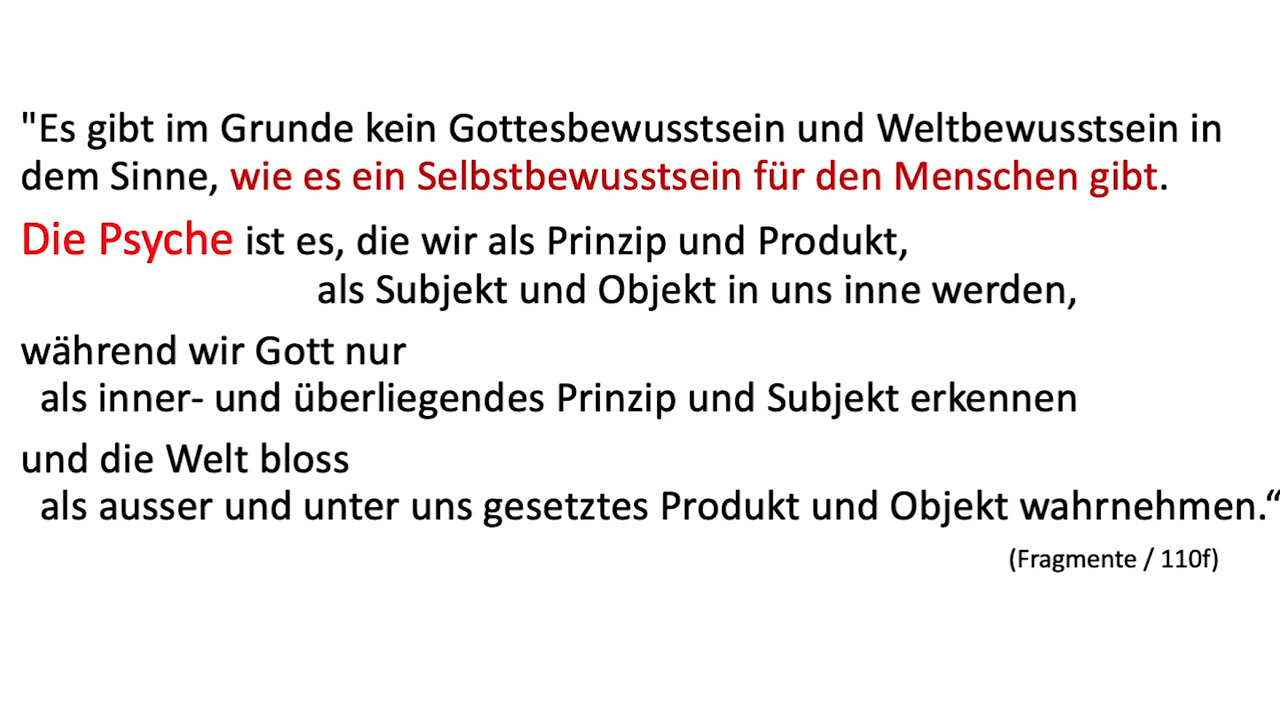 "Es gibt im Grunde kein Gottesbewusstsein und Weltbewusstsein in
dem Sinne, wie es ein Selbstbewusstsein für den Menschen gibt.
Die Psyche ist es, die wir als Prinzip und Produkt,
als Subjekt und Objekt in uns inne werden,
während wir Gott nur
als inner- und überliegendes Prinzip und Subjekt erkennen
und die Welt bloss
als ausser und unter uns gesetztes Produkt und Objekt wahrnehmen.“
(Fragmente / 110f)